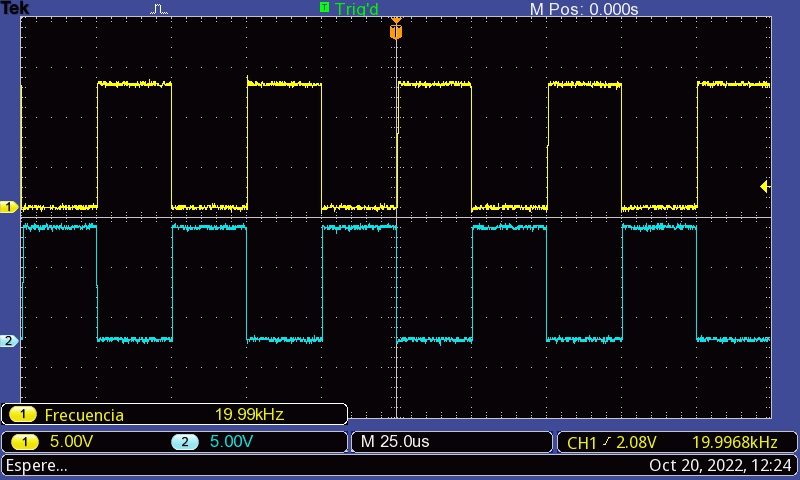 Tek T Trig'd M Pos: 0.000s
T
1
2
1 Frecuencia 19.99kHz
1 5.00V 2 5.00V M 25.0us CH1 2.08V 19.9968kHz
Espere... Oct 20, 2022, 12:24